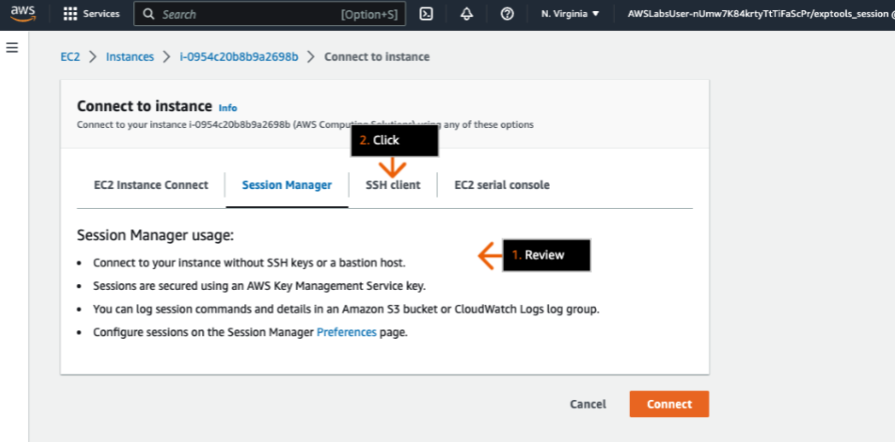 aws
Services
Search
[Option+S]
N. Virginia
AWSLabsUser-nUmw7K84krtyTtTiFaScPr/exptools_session @
EC2 > Instances > i-0954c20b8b9a2698b > Connect to instance
Connect to instance Info
Connect to your instance i-0954c20b8b9a2698b (AWS Computing Solutions) using any of these options
2. Click
EC2 Instance Connect
Session Manager
SSH client
EC2 serial console
Session Manager usage:
1. Review
• Connect to your instance without SSH keys or a bastion host.
• Sessions are secured using an AWS Key Management Service key.
• You can log session commands and details in an Amazon S3 bucket or CloudWatch Logs log group.
• Configure sessions on the Session Manager Preferences page.
Cancel
Connect